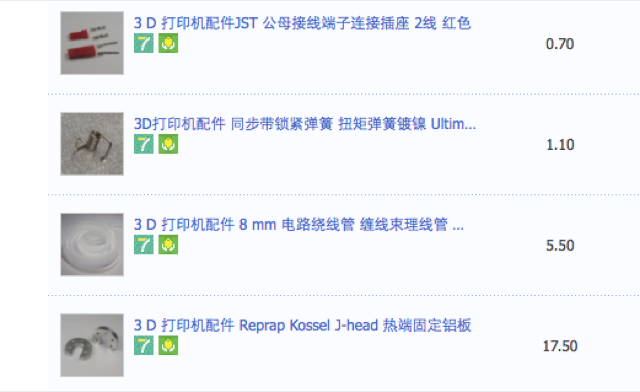 3 D 打印机配件JST 公母接线端子连接插座 2线 红色
7
0.70
3D打印机配件 同步带锁紧弹簧 扭矩弹簧镀镍 Ultim...
7
1.10
3 D 打印机配件 8 mm 电路绕线管 缠线束理线管 ...
7
5.50
3 D 打印机配件 Reprap Kossel J-head 热端固定铝板
7
17.50